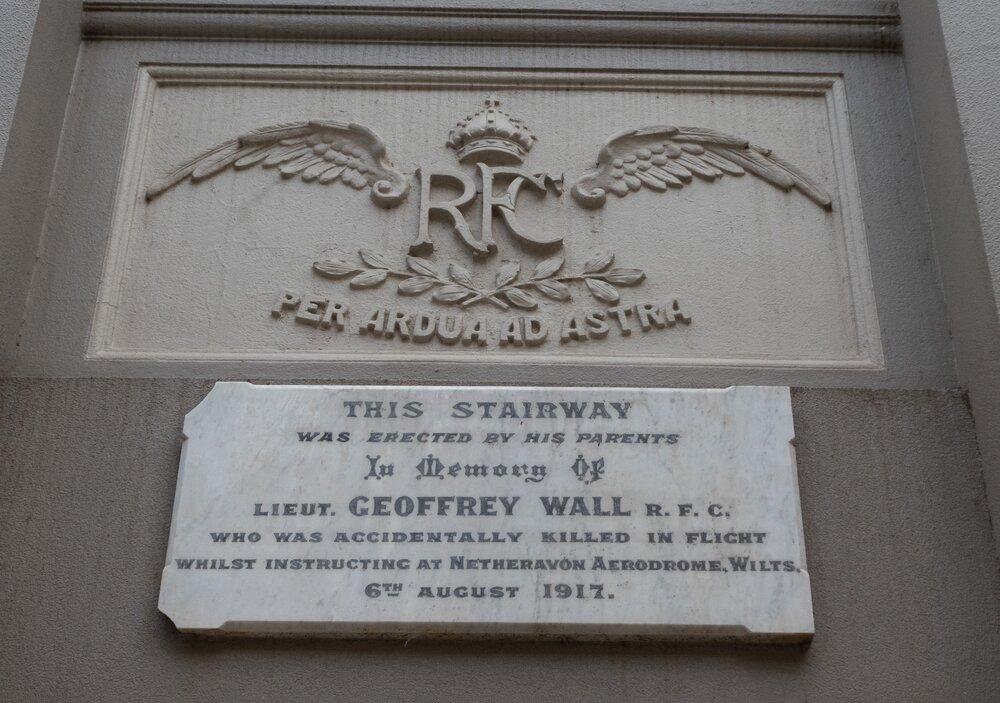 RFC
PER ARDUA AD ASTRA
THIS STAIRWAY
WAS ERECTED BY HIS PARENTS
In Memory Of
LIEUT. GEOFFREY WALL R. F. C.
WHO WAS ACCIDENTALLY KILLED IN FLIGHT
WHILST INSTRUCTING AT NETHERAVON AERODROME, WILTS.
6TH AUGUST 1917.